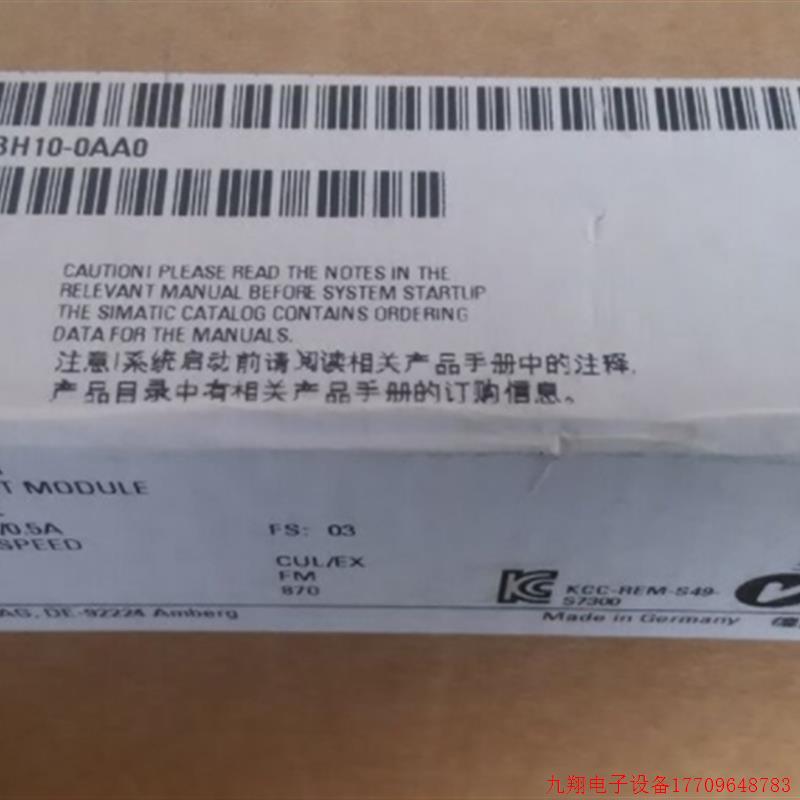 3H10-0AA0
CAUTION! PLEASE READ THE NOTES IN THE
RELEVANT MANUAL BEFORE SYSTEM STARTUP
THE SIMATIC CATALOG CONTAINS ORDERING
DATA FOR THE MANUALS.
注意!系统启动前请阅读相关产品手册中的注释,
产品目录中有相关产品手册的订购信息。
T MODULE
/0.5A FS: 03
SPEED
CUL/EX
FM
870
KCC-REM-S49-
S7300
AG, DE-92224 Amberg
Made in Germany
九翔电子设备17709648783